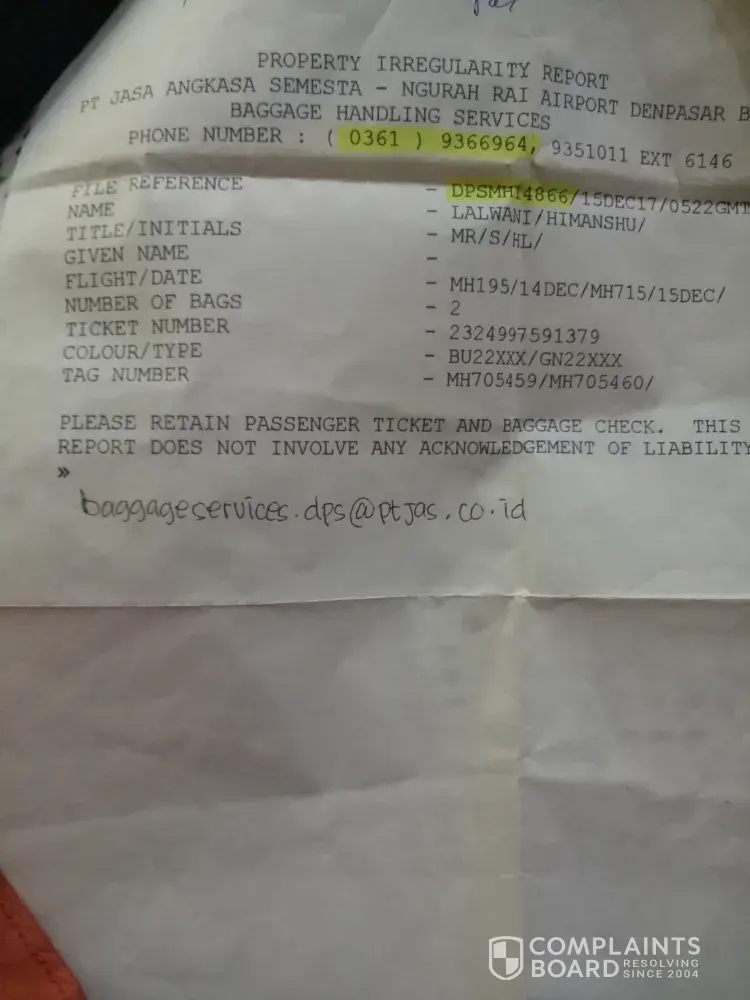 PROPERTY IRREGULARITY REPORT
PT JASA ANGKASA SEMESTA - NGURAH RAI AIRPORT DENPASAR B
BAGGAGE HANDLING SERVICES
PHONE NUMBER : ( 0361 ) 9366964, 9351011 EXT 6146
FILE REFERENCE - DPSMH14866/15DEC17/0522GMT
NAME - LALWANI/HIMANSHU/
TITLE/INITIALS - MR/S/HL/
GIVEN NAME -
FLIGHT/DATE - MH195/14DEC/MH715/15DEC/
NUMBER OF BAGS - 2
TICKET NUMBER - 2324997591379
COLOUR/TYPE - BU22XXX/GN22XXX
TAG NUMBER - MH705459/MH705460/
PLEASE RETAIN PASSENGER TICKET AND BAGGAGE CHECK. THIS
REPORT DOES NOT INVOLVE ANY ACKNOWLEDGEMENT OF LIABILITY
»
baggageservices.dps@ptjas.co.id
COMPLAINTS
BOARD RESOLVING
SINCE 2004